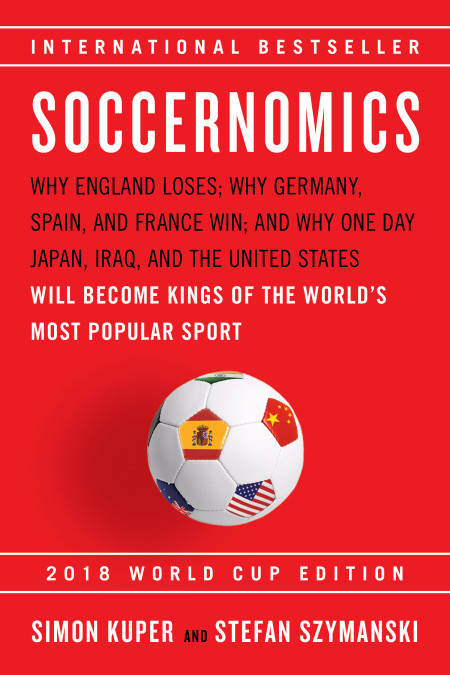 INTERNATIONAL BESTSELLER
SOCCERNOMICS
WHY ENGLAND LOSES; WHY GERMANY,
SPAIN, AND FRANCE WIN; AND WHY ONE DAY
JAPAN, IRAQ, AND THE UNITED STATES
WILL BECOME KINGS OF THE WORLD'S
MOST POPULAR SPORT
2018 WORLD CUP EDITION
SIMON KUPER AND STEFAN SZYMANSKI